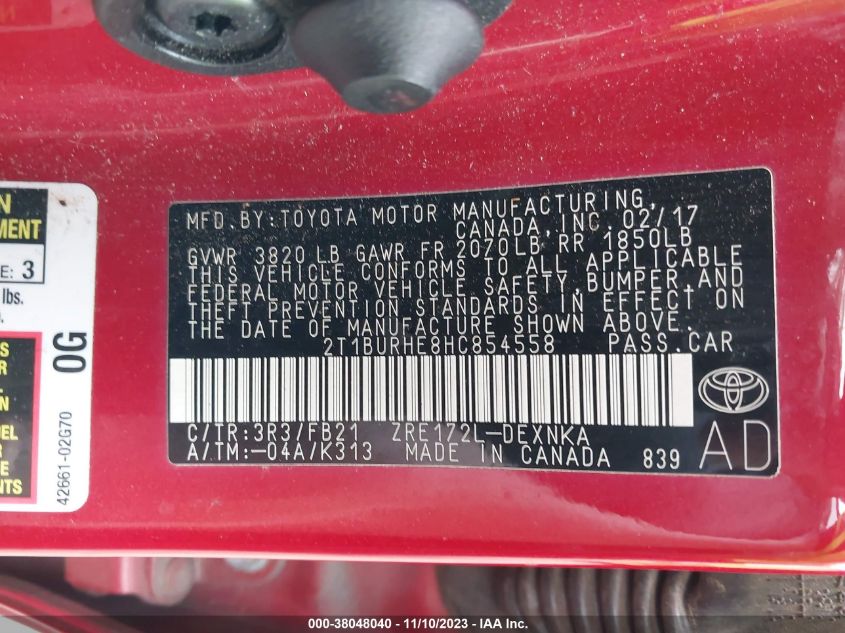 MFD.BY:TOYOTA MOTOR MANUFACTURING,
CANADA,INC. 02/17
GVWR 3820 LB GAWR FR 2070LB RR 1850LB
THIS VEHICLE CONFORMS TO ALL APPLICABLE
FEDERAL MOTOR VEHICLE SAFETY,BUMPER,AND
THEFT PREVENTION STANDARDS IN EFFECT ON
THE DATE OF MANUFACTURE SHOWN ABOVE.
2T1BURHE8HC854558 PASS.CAR
C/TR:3R3/FB21 ZRE172L-DEXNKA
A/TM:-04A/K313 MADE IN CANADA 839
AD
E: 3
lbs.
0G
42661-02G70
000-38048040 - 11/10/2023 - IAA Inc.